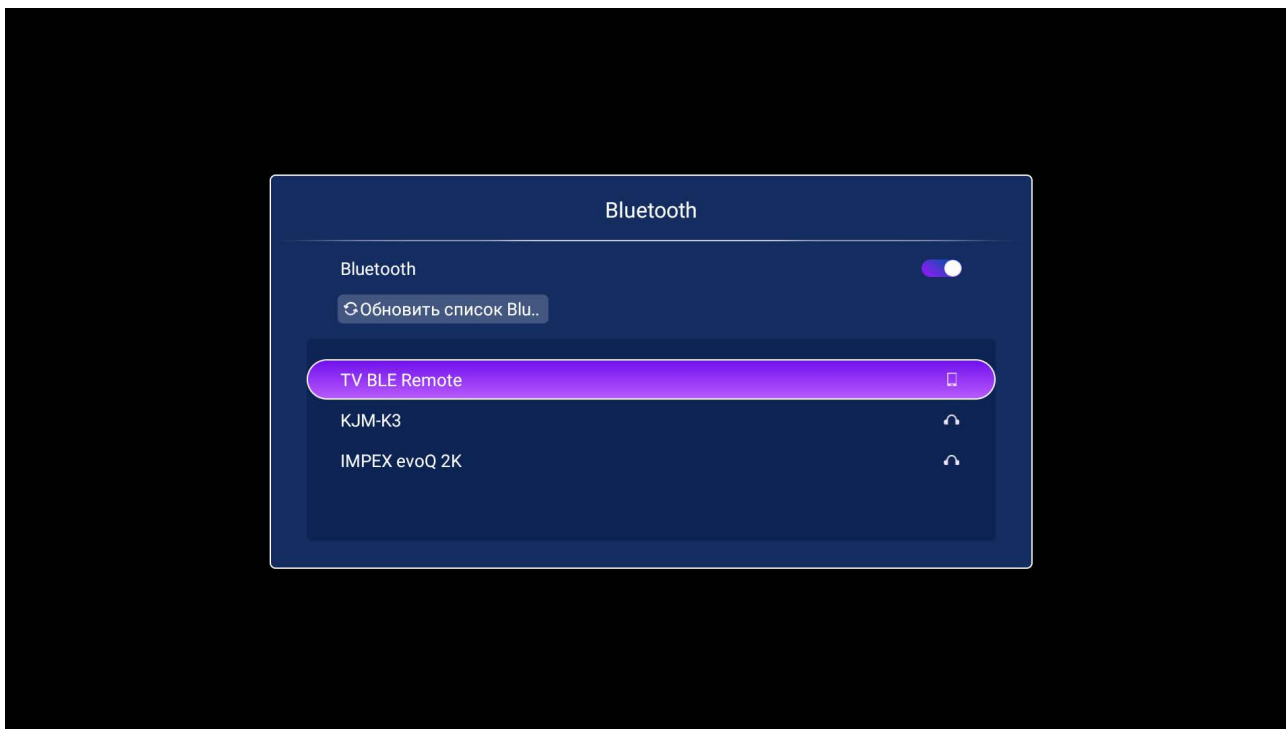 Bluetooth
Bluetooth
Обновить список Blu..
TV BLE Remote
KJM-K3
IMPEX evoQ 2K